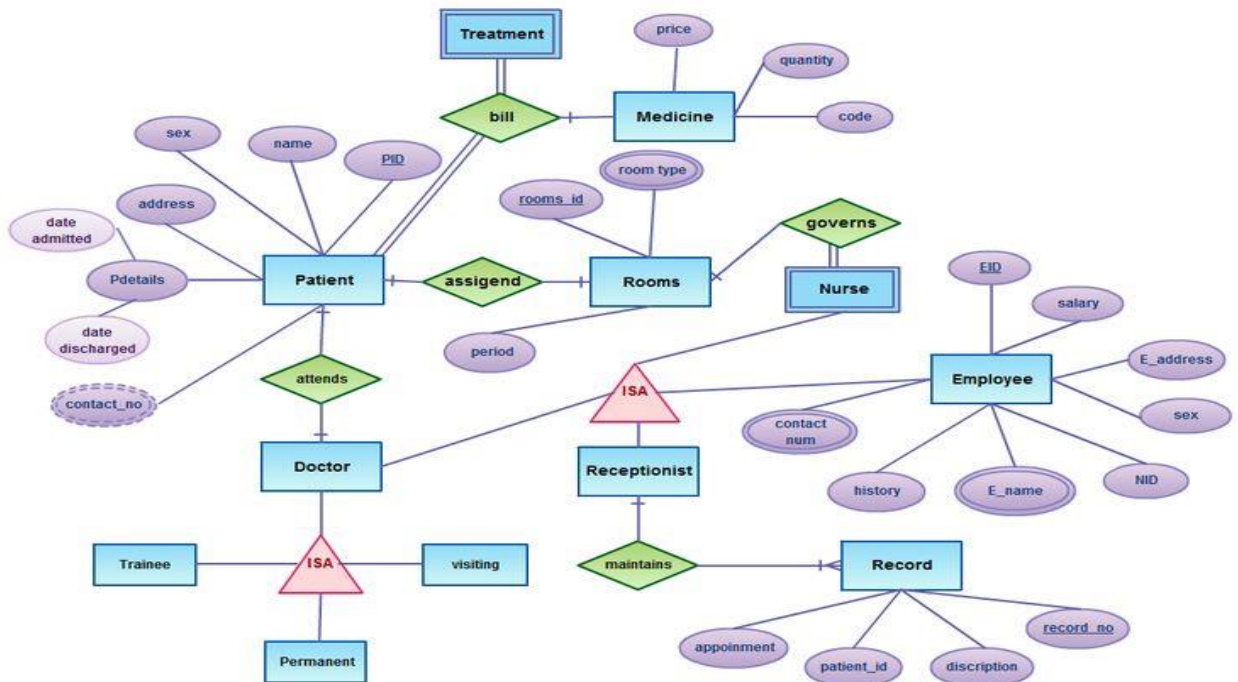 Treatment
price
quantity
bill
Medicine
code
sex
name
PID
room type
address
rooms_id
governs
date
admitted
Patient
assigend
Rooms
Nurse
EID
Pdetails
salary
date
discharged
period
E_address
attends
Employee
ISA
contact_no
contact
num
sex
Doctor
Receptionist
history
E_name
NID
Trainee
ISA
visiting
maintains
Record
Permanent
appoinment
patient_id
discription
record_no